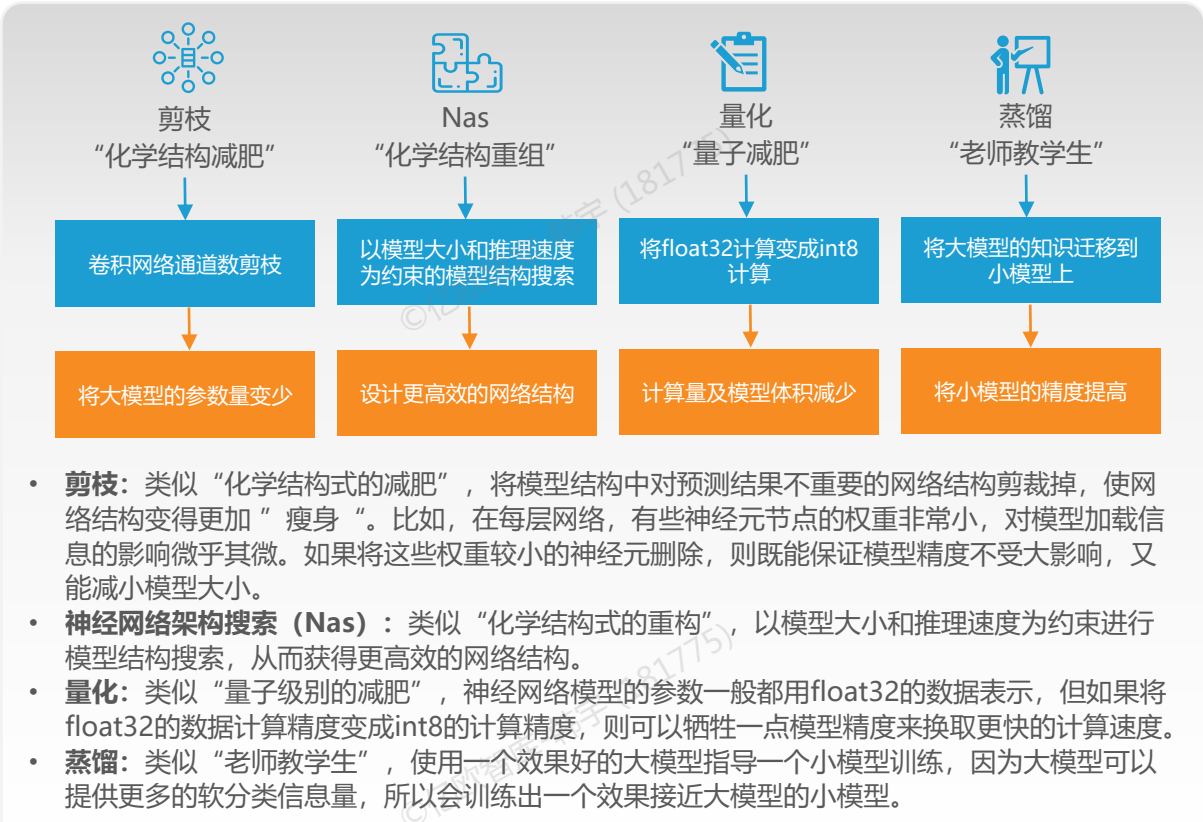 剪枝
“化学结构减肥”
Nas
“化学结构重组”
量化
“量子减肥”
蒸馏
“老师教学生”
卷积网络通道数剪枝
以模型大小和推理速度
为约束的模型结构搜索
将float32计算变成int8
计算
将大模型的知识迁移到
小模型上
将大模型的参数量变少
设计更高效的网络结构
计算量及模型体积减少
将小模型的精度提高
• 剪枝：类似“化学结构式的减肥”，将模型结构中对预测结果不重要的网络结构剪裁掉，使网
络结构变得更加 ” 瘦身 “。比如，在每层网络，有些神经元节点的权重非常小，对模型加载信
息的影响微乎其微。如果将这些权重较小的神经元删除，则既能保证模型精度不受大影响，又
能减小模型大小。
• 神经网络架构搜索（Nas）：类似“化学结构式的重构”，以模型大小和推理速度为约束进行
模型结构搜索，从而获得更高效的网络结构。
• 量化：类似“量子级别的减肥”，神经网络模型的参数一般都用float32的数据表示，但如果将
float32的数据计算精度变成int8的计算精度，则可以牺牲一点模型精度来换取更快的计算速度。
• 蒸馏：类似“老师教学生”，使用一个效果好的大模型指导一个小模型训练，因为大模型可以
提供更多的软分类信息量，所以会训练出一个效果接近大模型的小模型。
(181775)